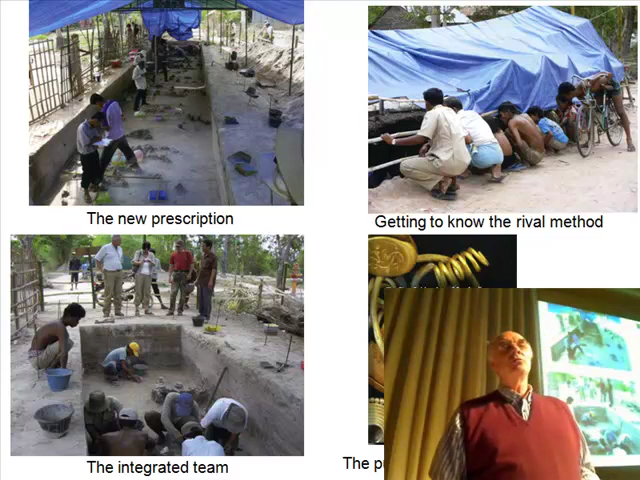 The new prescription
Getting to know the rival method
The integrated team
The